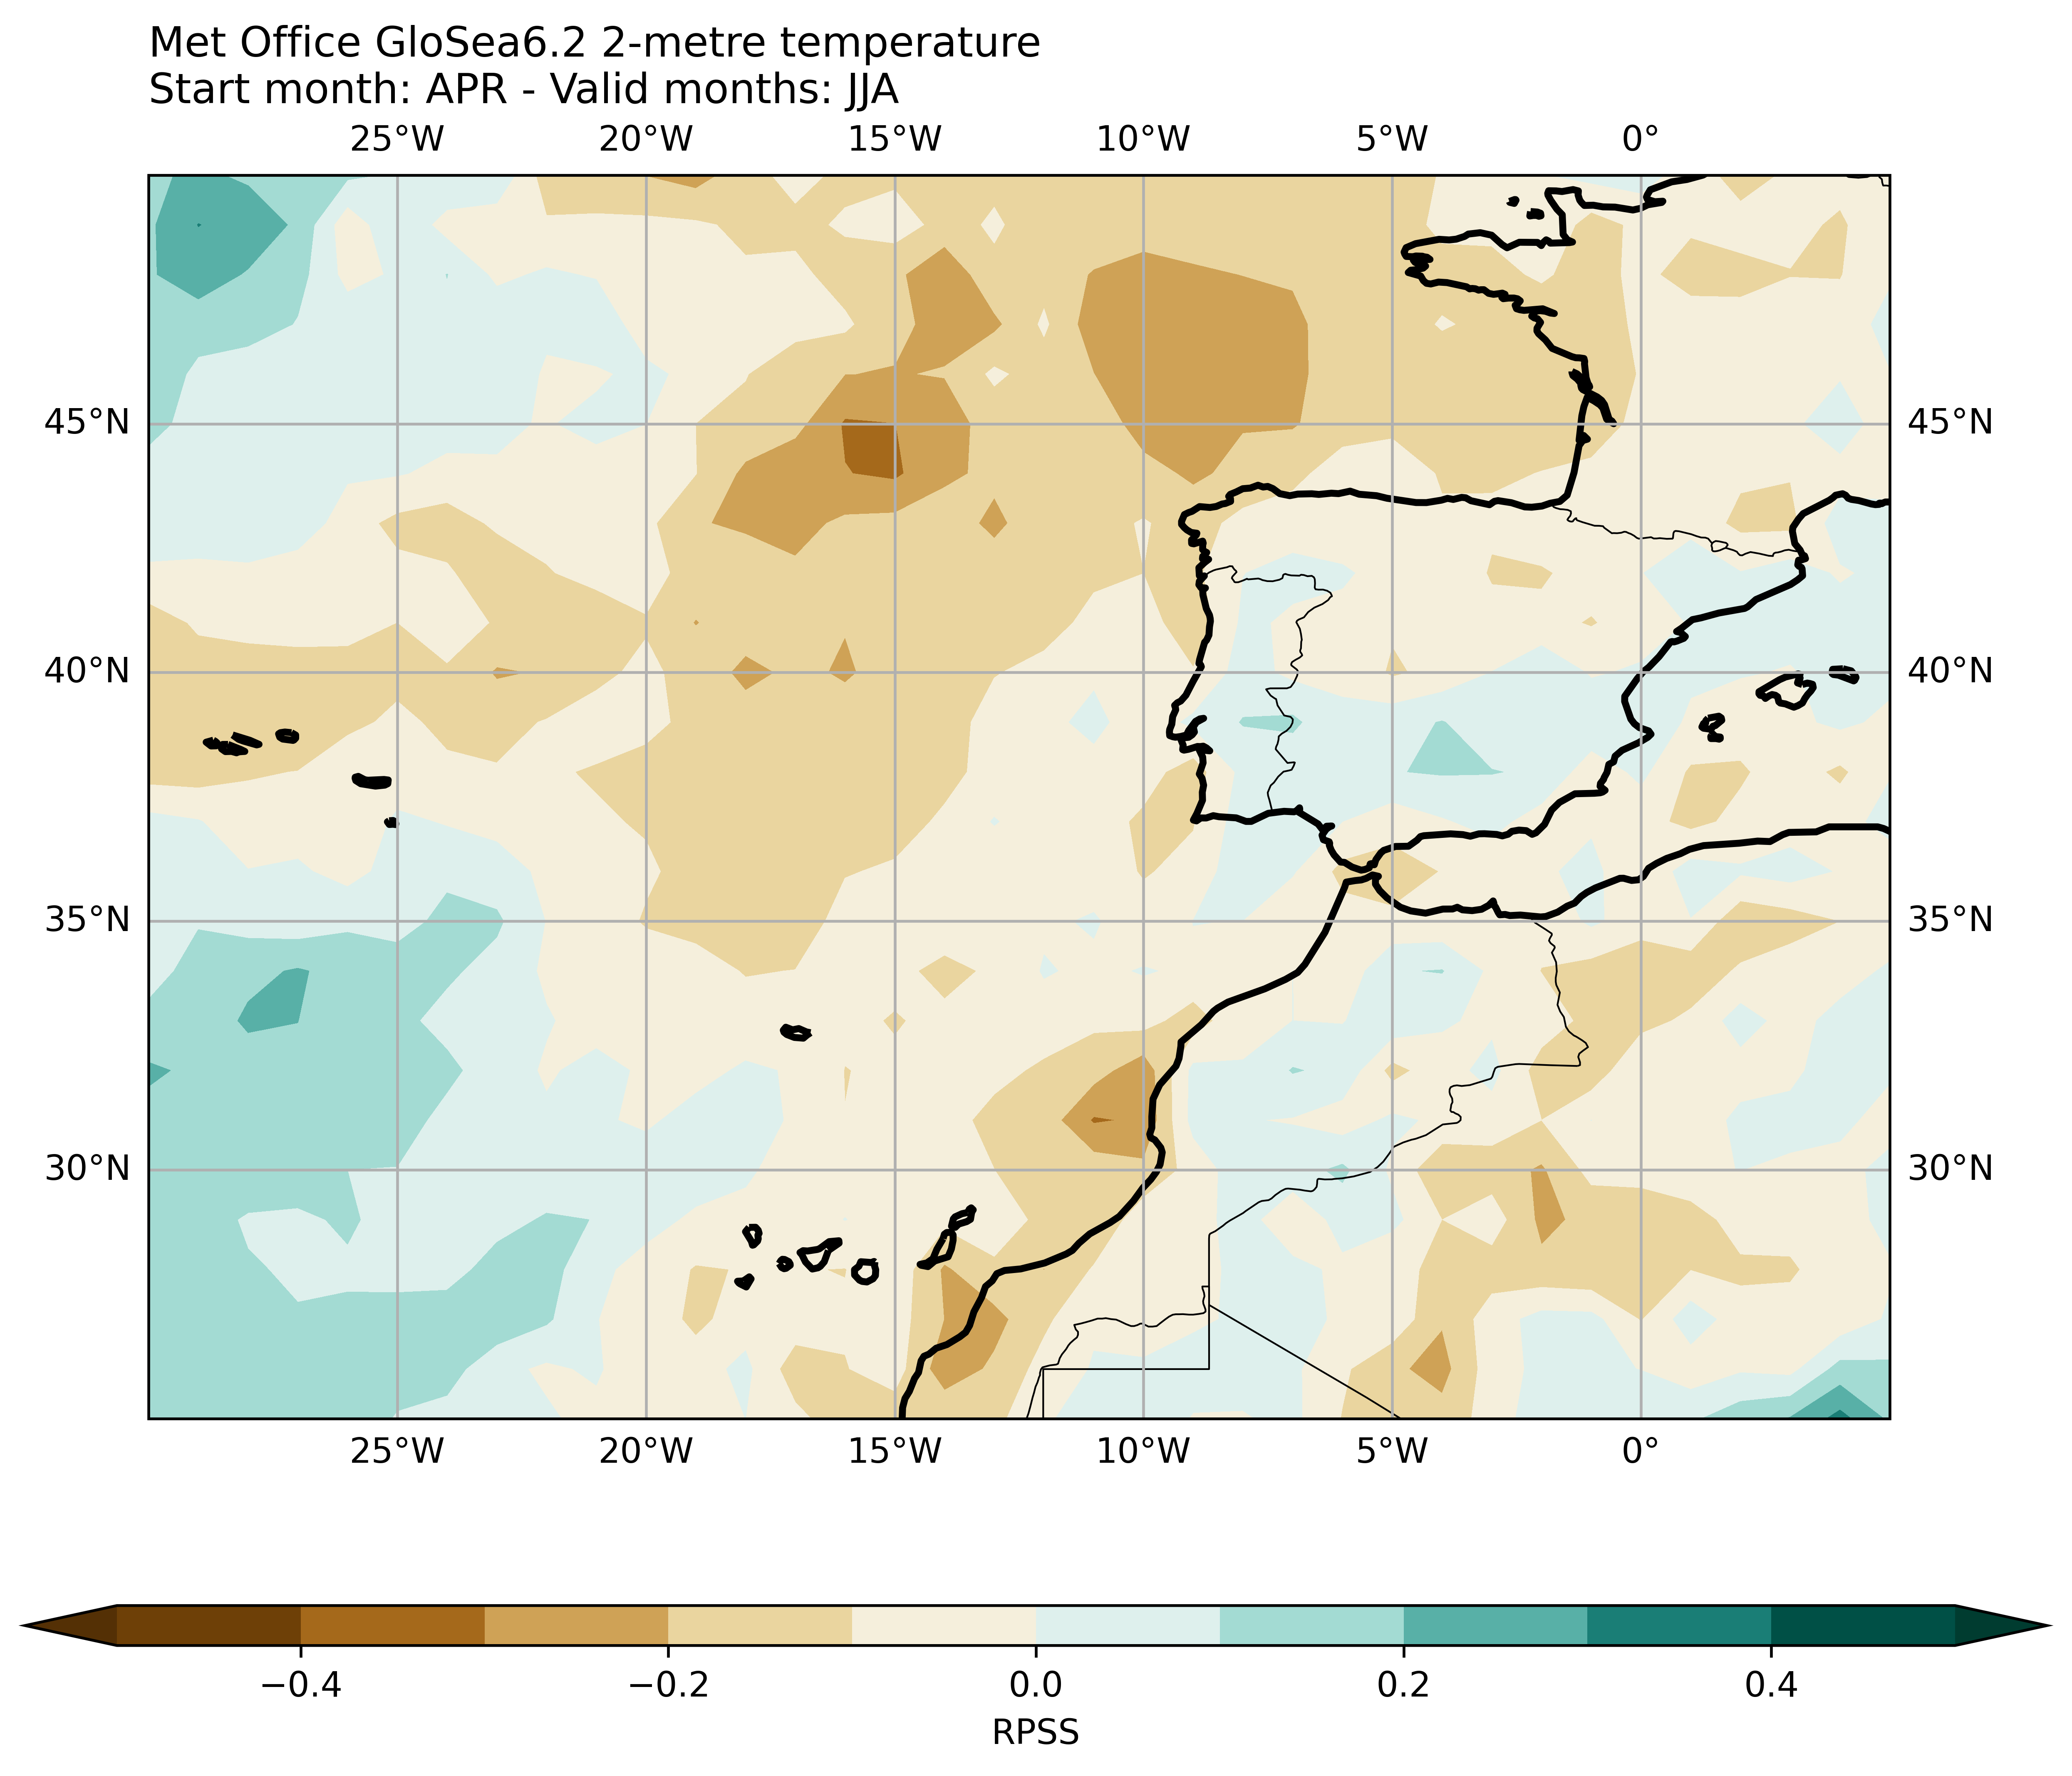 Met Office GloSea6.2 2-metre temperature
Start month: APR - Valid months: JJA
25°W 20°W 15°W 10°W 5°W 0°
45°N 45°N
40°N 40°N
35°N 35°N
30°N 30°N
25°W 20°W 15°W 10°W 5°W 0°
−0.4 −0.2 0.0 0.2 0.4
RPSS